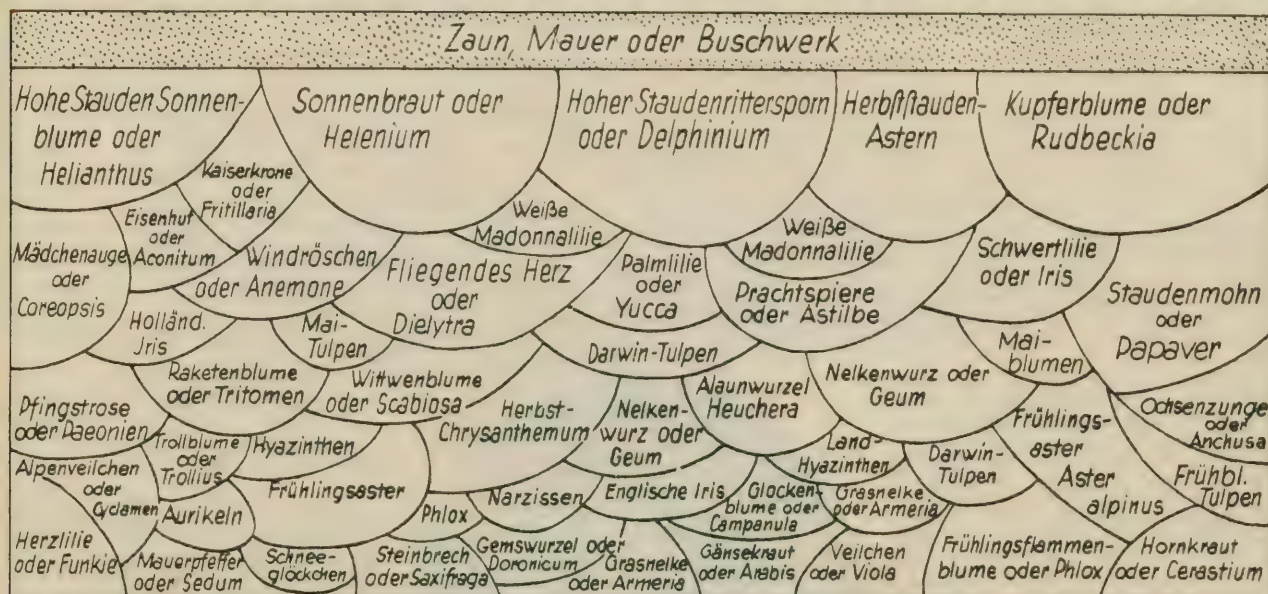 Zaun, Mauer oder Buschwerk
Hohe Stauden Sonnen-
blume oder
Helianthus
Sonnenbraut oder
Helenium
Hoher Staudenrittersporn
oder Delphinium
Herbststauden-
Astern
Kupferblume oder
Rudbeckia
Kaiserkrone
oder
Fritillaria
Eisenhut
oder
Aconitum
Weiße
Madonnalilie
Weiße
Madonnalilie
Mädchenauge
oder
Coreopsis
Windröschen
oder Anemone
Fliegendes Herz
oder
Dielytra
Palmlilie
oder
Yucca
Prachtspiere
oder Astilbe
Schwertlilie
oder Iris
Staudenmohn
oder
Papaver
Holländ.
Jris
Mai-
Tulpen
Darwin-Tulpen
Mai-
blumen
Raketenblume
oder Tritomen
Wittwenblume
oder Scabiosa
Alaunwurzel
Heuchera
Nelkenwurz oder
Geum
Pfingstrose
oder Paeonien
Trollblume
oder
Trollius
Hyazinthen
Herbst-
Chrysanthemum
Nelken-
wurz oder
Geum
Land-
Hyazinthen
Darwin-
Tulpen
Frühlings-
aster
Aster
alpinus
Ochsenzunge
oder
Anchusa
Alpenveilchen
oder
Cyclamen
Aurikeln
Frühlingsaster
Phlox
Narzissen
Englische Iris
Glocken-
blume oder
Campanula
Grasnelke
oder Armeria
Frühbl.
Tulpen
Herzlilie
oder Funkie
Mauerpfeffer
oder Sedum
Schnee-
glöckchen
Steinbrech
oder Saxifraga
Gemswurzel oder
Doronicum
Grasnelke
oder Armeria
Gänsekraut
oder Arabis
Veilchen
oder Viola
Frühlingsflammen-
blume oder Phlox
Hornkraut
oder Cerastium